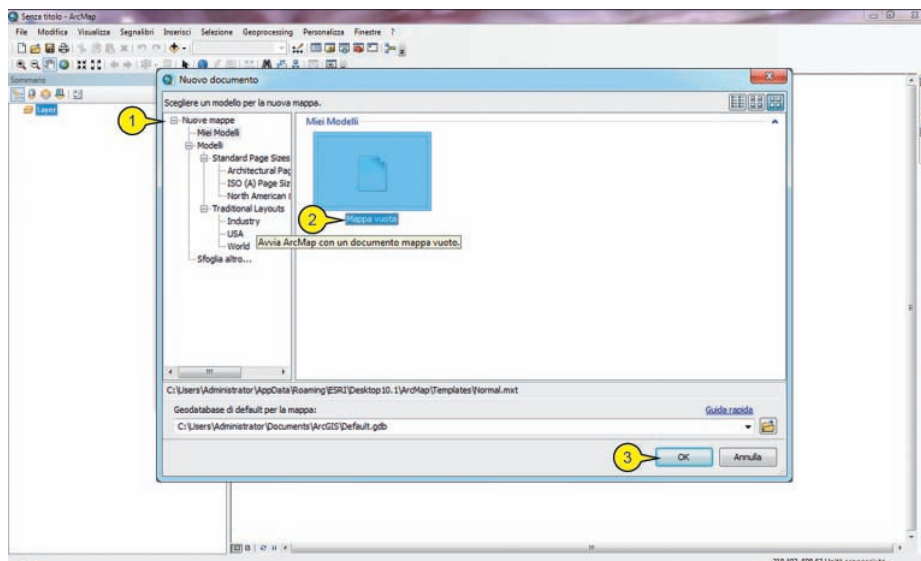 Senza titolo - ArcMap
File Modifica Visualizza Segnalibri Inserisci Selezione Geoprocessing Personalizza Finestre ?
Sommario
Layer
Nuovo documento
Scegliere un modello per la nuova mappa.
1
Nuove mappe
Miei Modelli
Modelli
Standard Page Sizes
Architectural Pag
ISO (A) Page Siz
North American (
Traditional Layouts
Industry
USA
World
Sfoglia altro...
Miei Modelli
2
Mappa vuota
Avvia ArcMap con un documento mappa vuoto.
C:\Users\Administrator\AppData\Roaming\ESRI\Desktop10.1\ArcMap\Templates\Normal.mxt
Geodatabase di default per la mappa:
Guida rapida
C:\Users\Administrator\Documents\ArcGIS\Default.gdb
3
OK
Annulla